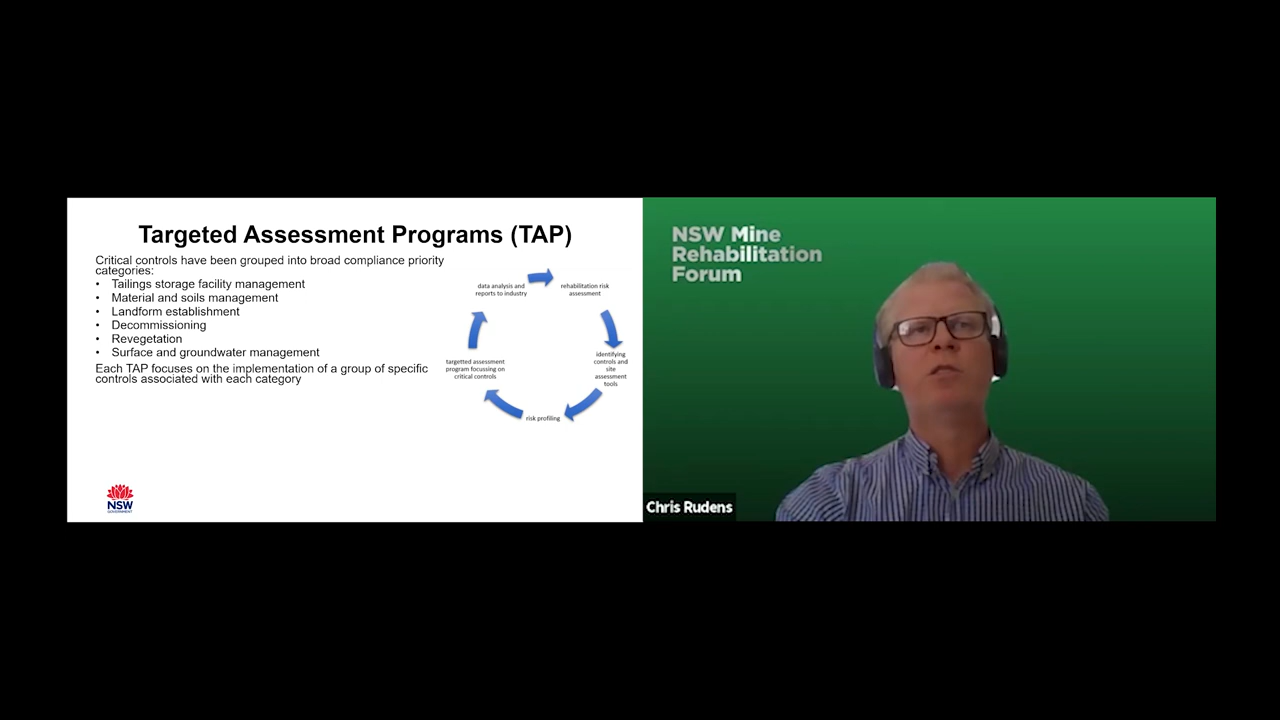 Targeted Assessment Programs (TAP)
Critical controls have been grouped into broad compliance priority
categories:
• Tailings storage facility management
• Material and soils management
• Landform establishment
• Decommissioning
• Revegetation
• Surface and groundwater management
Each TAP focuses on the implementation of a group of specific
controls associated with each category
data analysis and
reports to industry
rehabilitation risk
assessment
identifying
controls and
site
assessment
tools
risk profiling
targetted assessment
program focussing on
critical controls
NSW
GOVERNMENT
NSW Mine
Rehabilitation
Forum
Chris Rudens